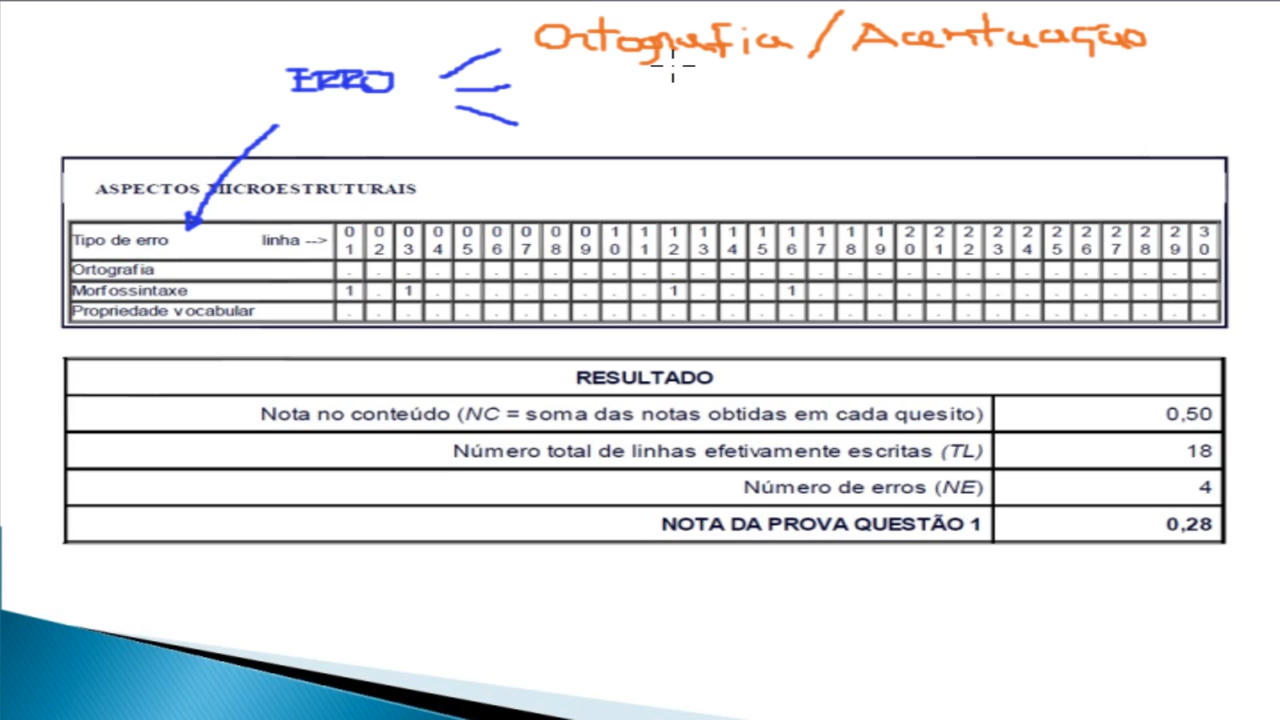 Ortografia / Acentuação
ERRO
ASPECTOS MICROESTRUTURAIS
Tipo de erro linha --> 01 02 03 04 05 06 07 08 09 10 11 12 13 14 15 16 17 18 19 20 21 22 23 24 25 26 27 28 29 30
Ortografia . . . . . . . . . . . . . . . . . . . . . . . . . . . . . .
Morfossintaxe 1 . 1 . . . . . . . . 1 . . . 1 . . . . . . . . . . . . . .
Propriedade vocabular . . . . . . . . . . . . . . . . . . . . . . . . . . . . . .
RESULTADO
Nota no conteúdo (NC = soma das notas obtidas em cada quesito) 0,50
Número total de linhas efetivamente escritas (TL) 18
Número de erros (NE) 4
NOTA DA PROVA QUESTÃO 1 0,28